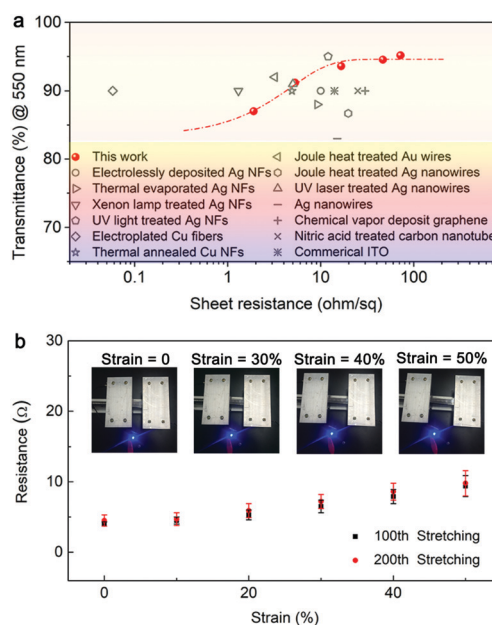 a
Transmittance (%) @ 550 nm
100
90
80
70
This work
Electrolessly deposited Ag NFs
Thermal evaporated Ag NFs
Xenon lamp treated Ag NFs
UV light treated Ag NFs
Electroplated Cu fibers
Thermal annealed Cu NFs
Joule heat treated Au wires
Joule heat treated Ag nanowires
UV laser treated Ag nanowires
Ag nanowires
Chemical vapor deposit graphene
Nitric acid treated carbon nanotube
Commerical ITO
0.1 1 10 100
Sheet resistance (ohm/sq)
b
Resistance (Ω)
30
20
10
0
Strain = 0 Strain = 30% Strain = 40% Strain = 50%
100th Stretching
200th Stretching
0 20 40
Strain (%)